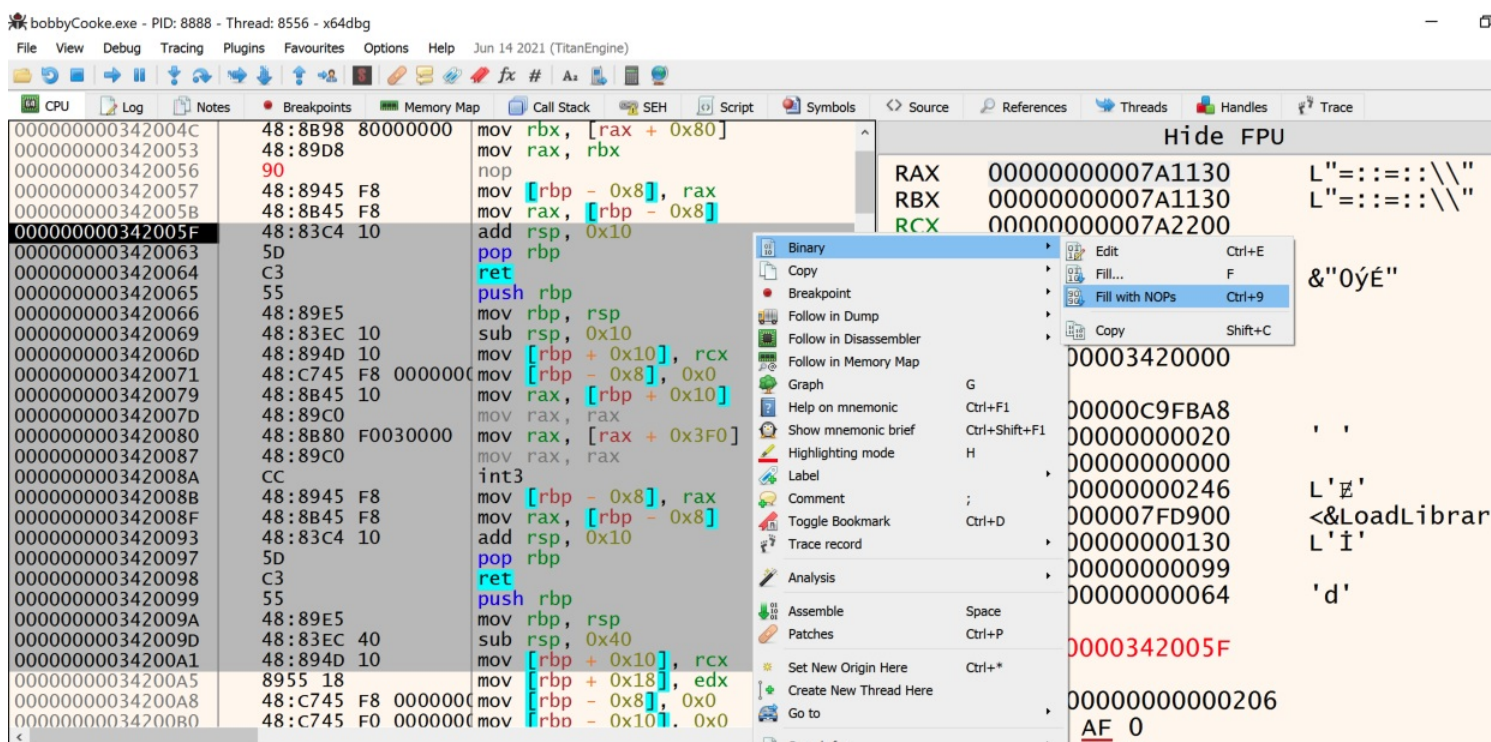 bobbyCooke.exe - PID: 8888 - Thread: 8556 - x64dbg
File View Debug Tracing Plugins Favourites Options Help Jun 14 2021 (TitanEngine)
CPU Log Notes Breakpoints Memory Map Call Stack SEH Script Symbols Source References Threads Handles Trace
000000000342004C 48:8B98 80000000 mov rbx, [rax + 0x80]
0000000003420053 48:89D8 mov rax, rbx
0000000003420056 90 nop
0000000003420057 48:8945 F8 mov [rbp - 0x8], rax
000000000342005B 48:8B45 F8 mov rax, [rbp - 0x8]
000000000342005F 48:83C4 10 add rsp, 0x10
0000000003420063 5D pop rbp
0000000003420064 C3 ret
0000000003420065 55 push rbp
0000000003420066 48:89E5 mov rbp, rsp
0000000003420069 48:83EC 10 sub rsp, 0x10
000000000342006D 48:894D 10 mov [rbp + 0x10], rcx
0000000003420071 48:C745 F8 0000000 mov [rbp - 0x8], 0x0
0000000003420079 48:8B45 10 mov rax, [rbp + 0x10]
000000000342007D 48:89C0 mov rax, rax
0000000003420080 48:8B80 F0030000 mov rax, [rax + 0x3F0]
0000000003420087 48:89C0 mov rax, rax
000000000342008A CC int3
000000000342008B 48:8945 F8 mov [rbp - 0x8], rax
000000000342008F 48:8B45 F8 mov rax, [rbp - 0x8]
0000000003420093 48:83C4 10 add rsp, 0x10
0000000003420097 5D pop rbp
0000000003420098 C3 ret
0000000003420099 55 push rbp
000000000342009A 48:89E5 mov rbp, rsp
000000000342009D 48:83EC 40 sub rsp, 0x40
00000000034200A1 48:894D 10 mov [rbp + 0x10], rcx
00000000034200A5 8955 18 mov [rbp + 0x18], edx
00000000034200A8 48:C745 F8 0000000 mov [rbp - 0x8], 0x0
00000000034200B0 48:C745 F0 0000000 mov [rbp - 0x10], 0x0
Binary
Copy
Breakpoint
Follow in Dump
Follow in Disassembler
Follow in Memory Map
Graph G
Help on mnemonic Ctrl+F1
Show mnemonic brief Ctrl+Shift+F1
Highlighting mode H
Label
Comment ;
Toggle Bookmark Ctrl+D
Trace record
Analysis
Assemble Space
Patches Ctrl+P
Set New Origin Here Ctrl+*
Create New Thread Here
Go to
Edit Ctrl+E
Fill... F
Fill with NOPs Ctrl+9
Copy Shift+C
Hide FPU
RAX 00000000007A1130 L"=::=::\\"
RBX 00000000007A1130 L"=::=::\\"
RCX 00000000007A2200
&"0ýÉ"
00003420000
00000C9FBA8
00000000020 ' '
00000000000
00000000246
000007FD900 <&LoadLibrar
00000000130 L'İ'
00000000099
00000000064 'd'
0000342005F
00000000000206
AF 0